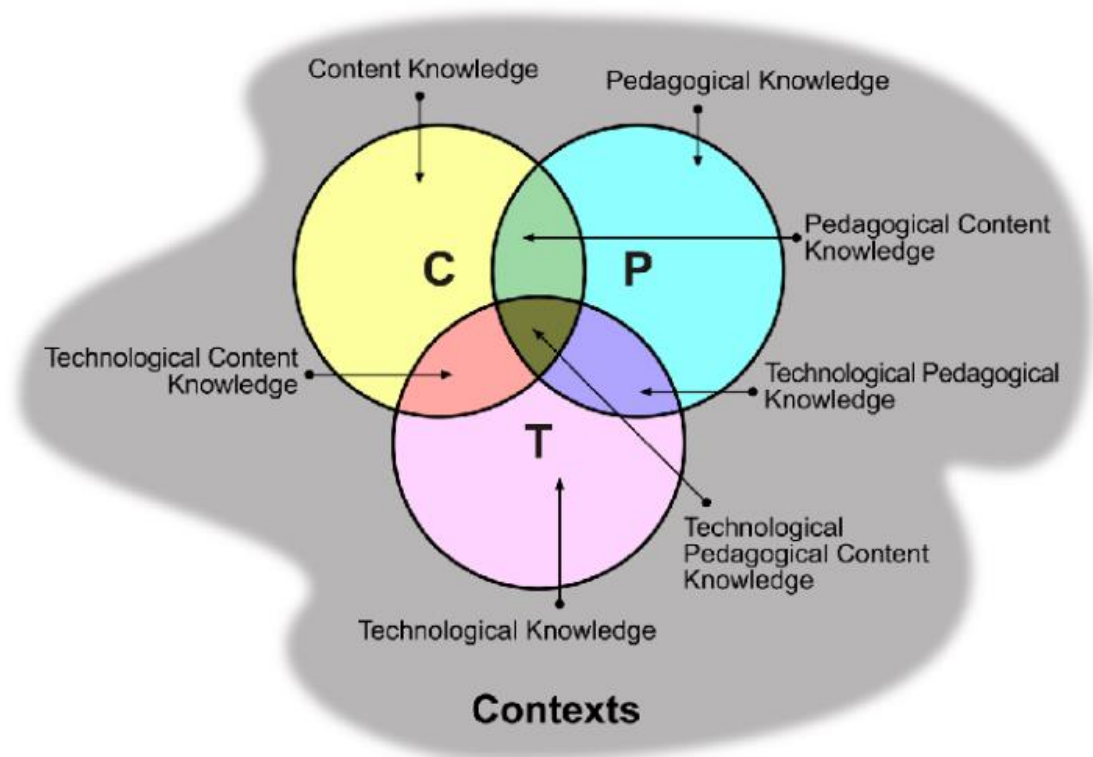 Content Knowledge
Pedagogical Knowledge
Pedagogical Content
Knowledge
C
P
Technological Content
Knowledge
Technological Pedagogical
Knowledge
T
Technological
Pedagogical Content
Knowledge
Technological Knowledge
Contexts